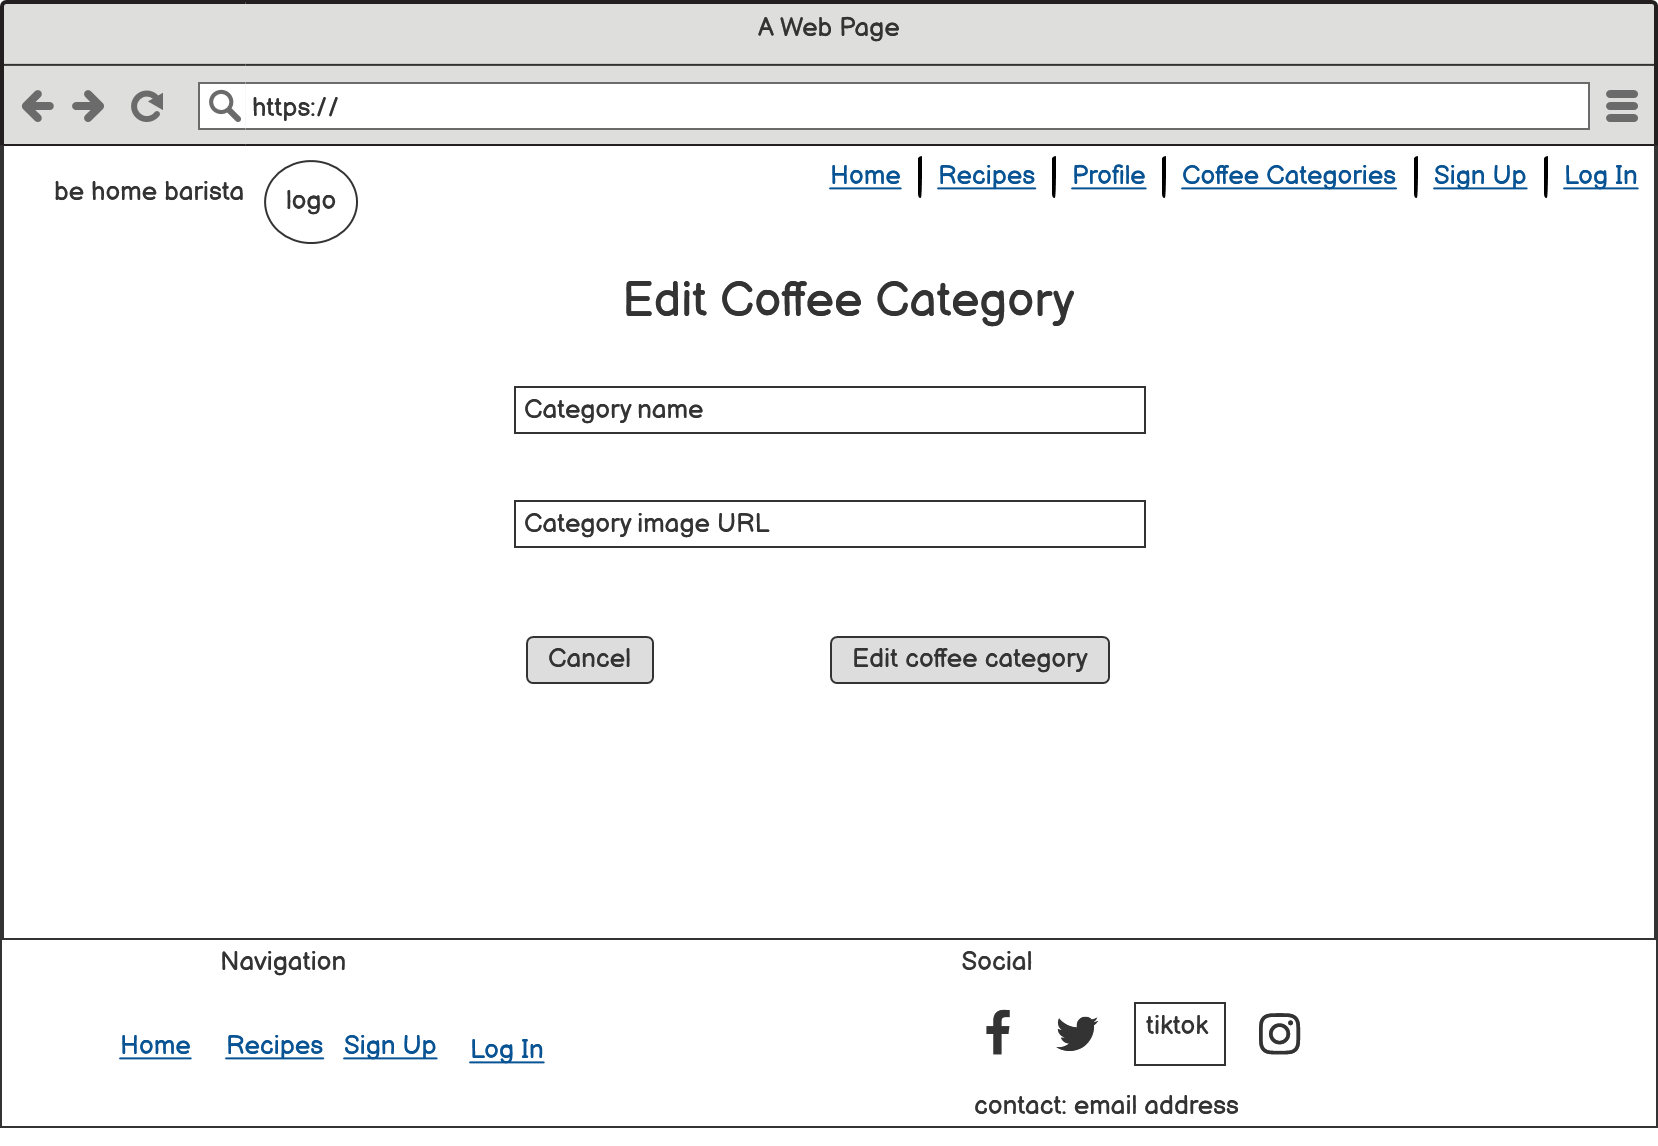 A Web Page
https://
be home barista
logo
Home Recipes Profile Coffee Categories Sign Up Log In
Edit Coffee Category
Category name
Category image URL
Cancel
Edit coffee category
Navigation
Home Recipes Sign Up Log In
Social
tiktok
contact: email address